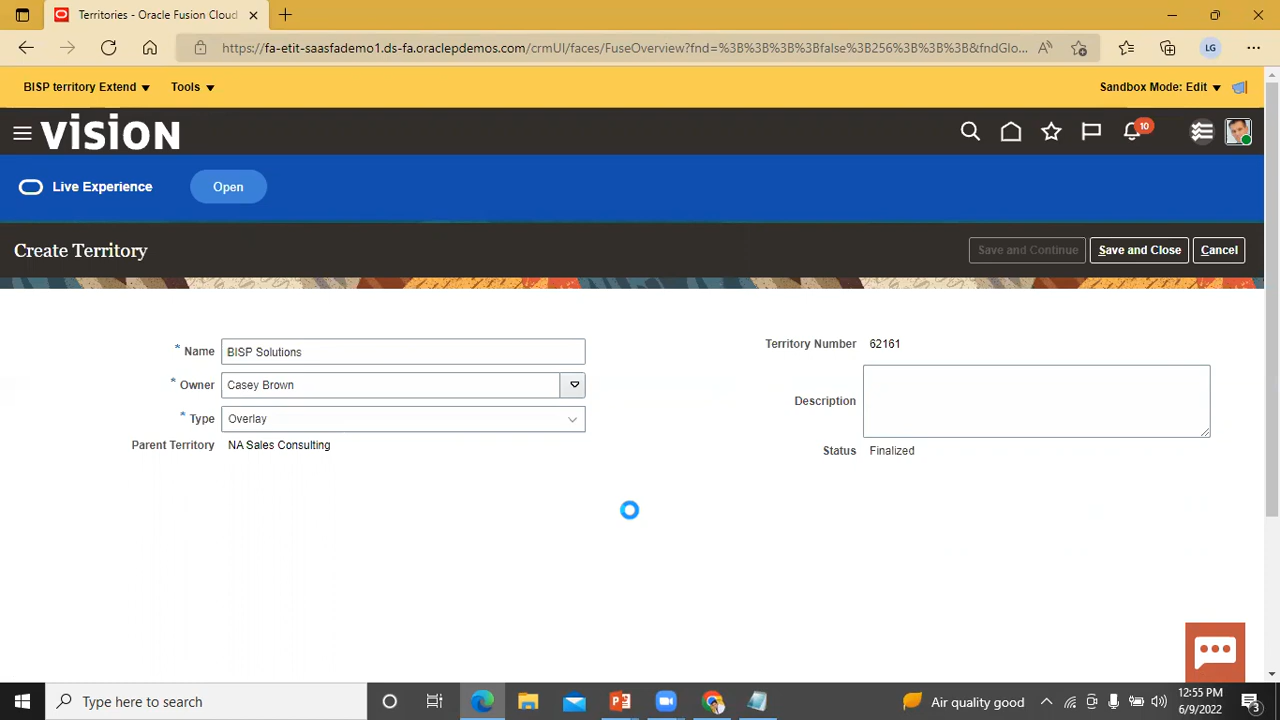 Territories - Oracle Fusion Cloud
https://fa-etit-saasfademo1.ds-fa.oraclepdemos.com/crmUI/faces/FuseOverview?fnd=%3B%3B%3B%3Bfalse%3B256%3B%3B%3B&fndGlo...
LG
BISP territory Extend
Tools
Sandbox Mode: Edit
vision
10
Live Experience
Open
Create Territory
Save and Continue
Save and Close
Cancel
* Name BISP Solutions
* Owner Casey Brown
* Type Overlay
Parent Territory NA Sales Consulting
Territory Number 62161
Description
Status Finalized
Type here to search
Air quality good
12:55 PM
6/9/2022
3